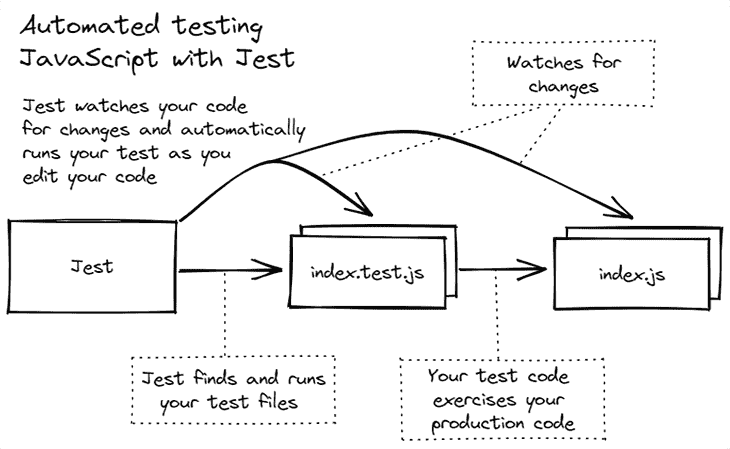 Automated testing
JavaScript with Jest
Jest watches your code
for changes and automatically
runs your test as you
edit your code
Watches for
changes
Jest
index.test.js
index.js
Jest finds and runs
your test files
Your test code
exercises your
production code